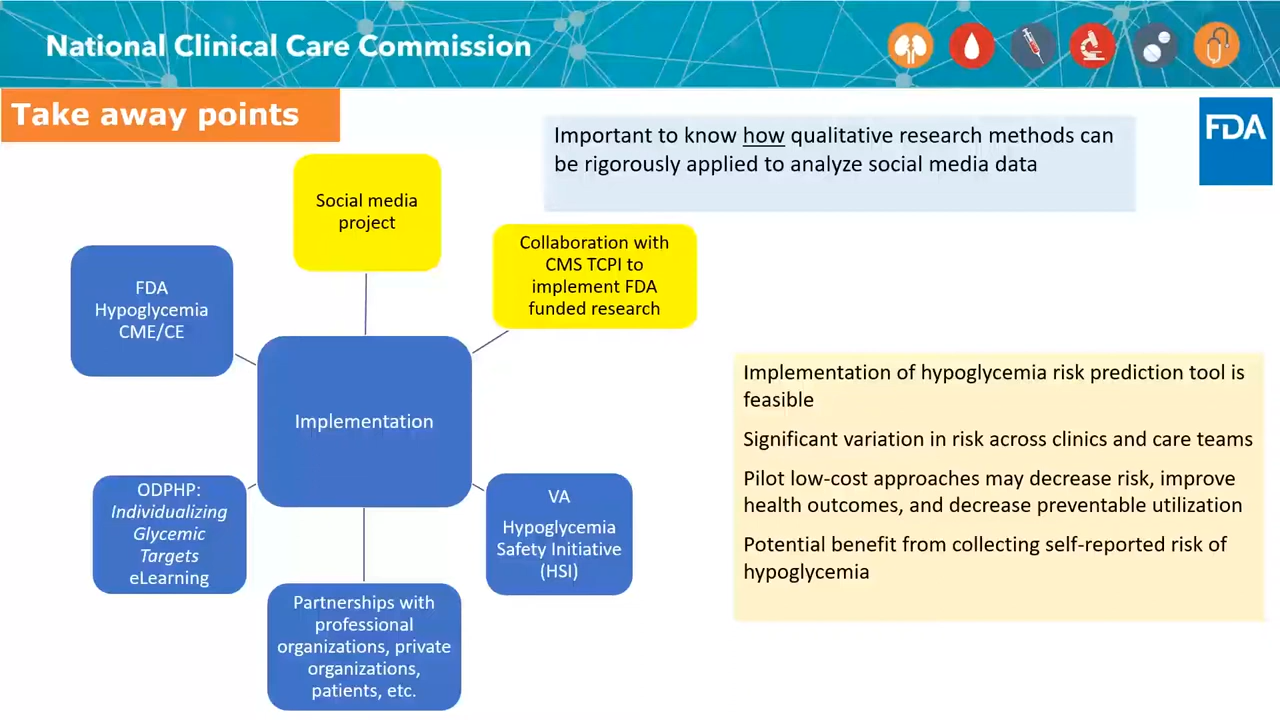 National Clinical Care Commission
Take away points
FDA
Important to know how qualitative research methods can
be rigorously applied to analyze social media data
Social media
project
Collaboration with
CMS TCPI to
implement FDA
funded research
FDA
Hypoglycemia
CME/CE
Implementation
ODPHP:
Individualizing
Glycemic
Targets
eLearning
VA
Hypoglycemia
Safety Initiative
(HSI)
Partnerships with
professional
organizations, private
organizations,
patients, etc.
Implementation of hypoglycemia risk prediction tool is
feasible
Significant variation in risk across clinics and care teams
Pilot low-cost approaches may decrease risk, improve
health outcomes, and decrease preventable utilization
Potential benefit from collecting self-reported risk of
hypoglycemia